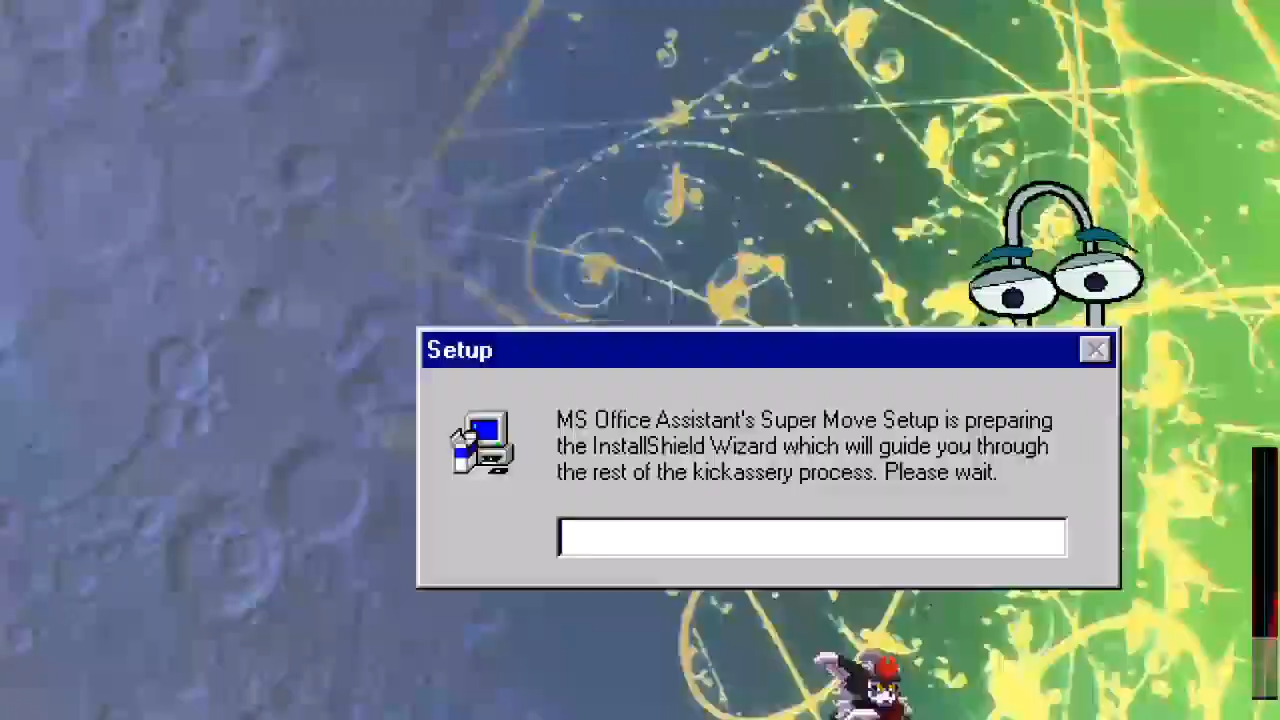 Setup
MS Office Assistant's Super Move Setup is preparing
the InstallShield Wizard which will guide you through
the rest of the kickassery process. Please wait.